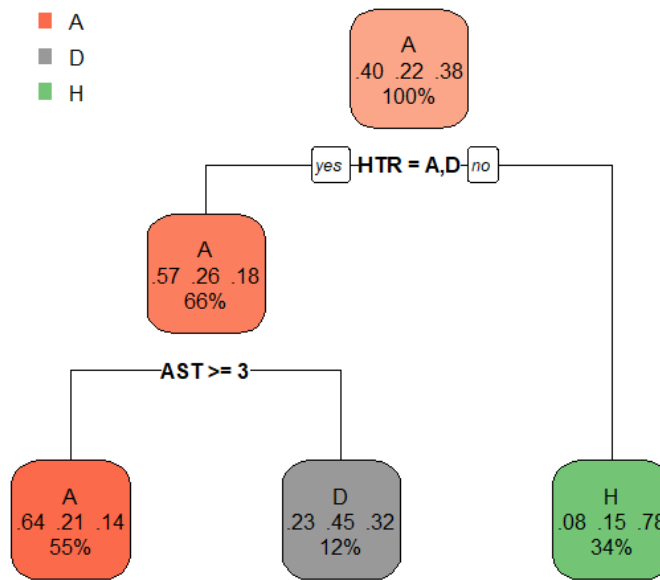 A
D
H
A
.40 .22 .38
100%
yes HTR = A,D no
A
.57 .26 .18
66%
AST >= 3
A
.64 .21 .14
55%
D
.23 .45 .32
12%
H
.08 .15 .78
34%